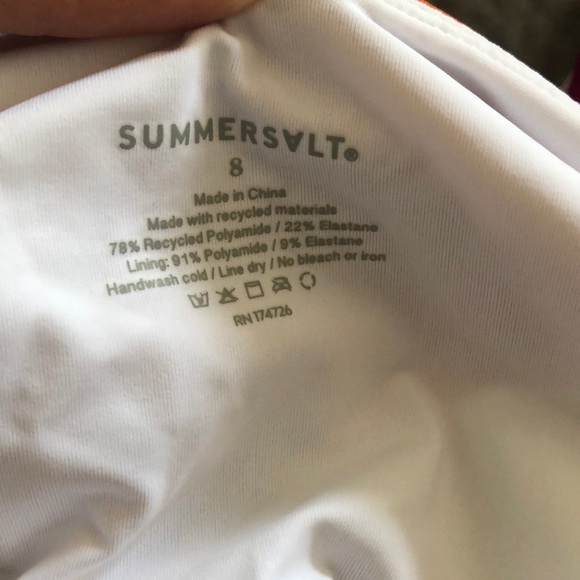 SUMMERSɅLT®
8
Made in China
Made with recycled materials
78% Recycled Polyamide / 22% Elastane
Lining: 91% Polyamide / 9% Elastane
Handwash cold / Line dry / No bleach or iron
RN 174726